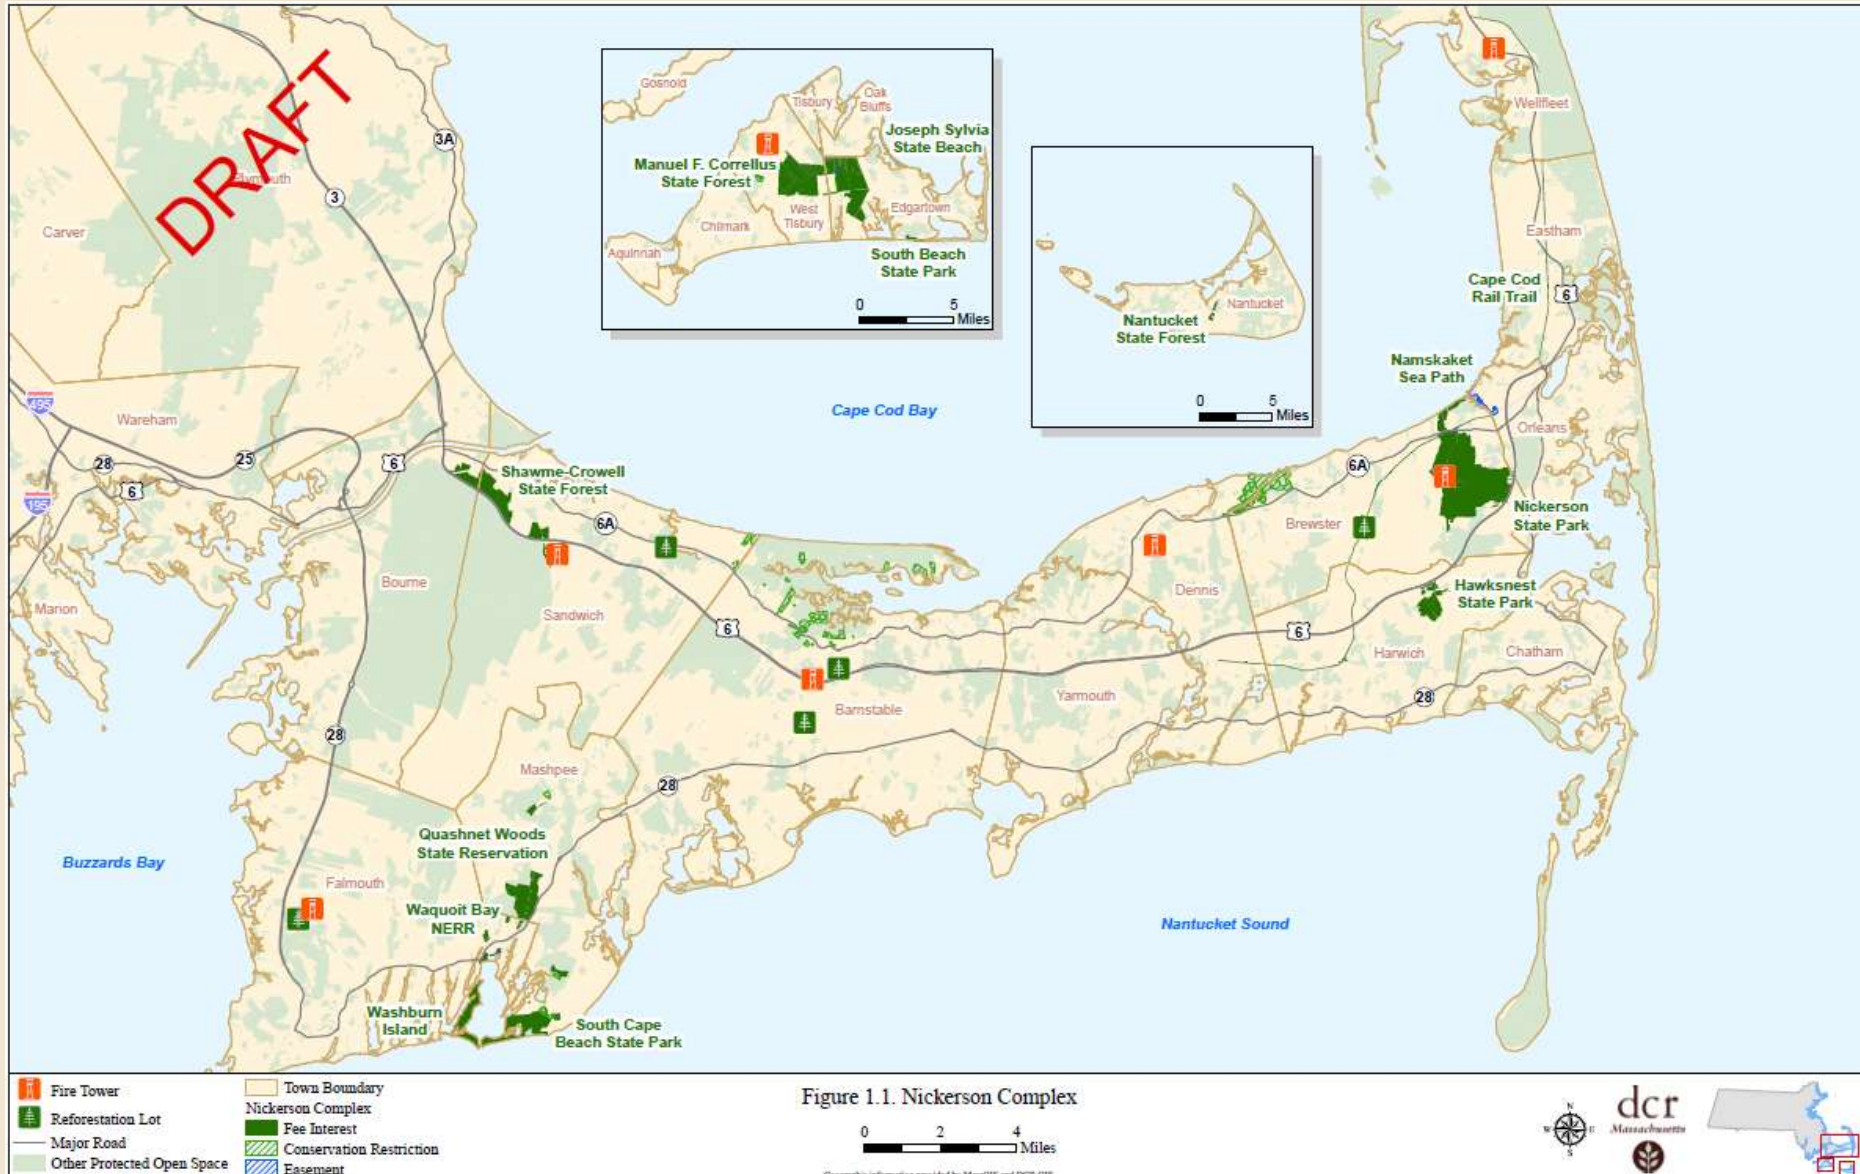 DRAFT
3A
3
Plymouth
Carver
Wareham
495
195
28
25
6
6
Marion
Bourne
Shawme-Crowell
State Forest
6A
Sandwich
6
Barnstable
Mashpee
28
28
Quashnet Woods
State Reservation
Falmouth
Waquoit Bay
NERR
Washburn
Island
South Cape
Beach State Park
Buzzards Bay
Cape Cod Bay
Nantucket Sound
Gosnold
Tisbury
Oak
Bluffs
Joseph Sylvia
State Beach
Manuel F. Correllus
State Forest
West
Tisbury
Edgartown
Chilmark
Aquinnah
South Beach
State Park
0 5
Miles
Nantucket
Nantucket
State Forest
0 5
Miles
Wellfleet
Eastham
Cape Cod
Rail Trail
6
Namskaket
Sea Path
Orleans
6A
Nickerson
State Park
Brewster
Dennis
Hawksnest
State Park
6
Harwich
Chatham
Yarmouth
28
Fire Tower
Reforestation Lot
Major Road
Other Protected Open Space
Town Boundary
Nickerson Complex
Fee Interest
Conservation Restriction
Easement
Figure 1.1. Nickerson Complex
0 2 4
Miles
N
W E
S
dcr
Massachusetts